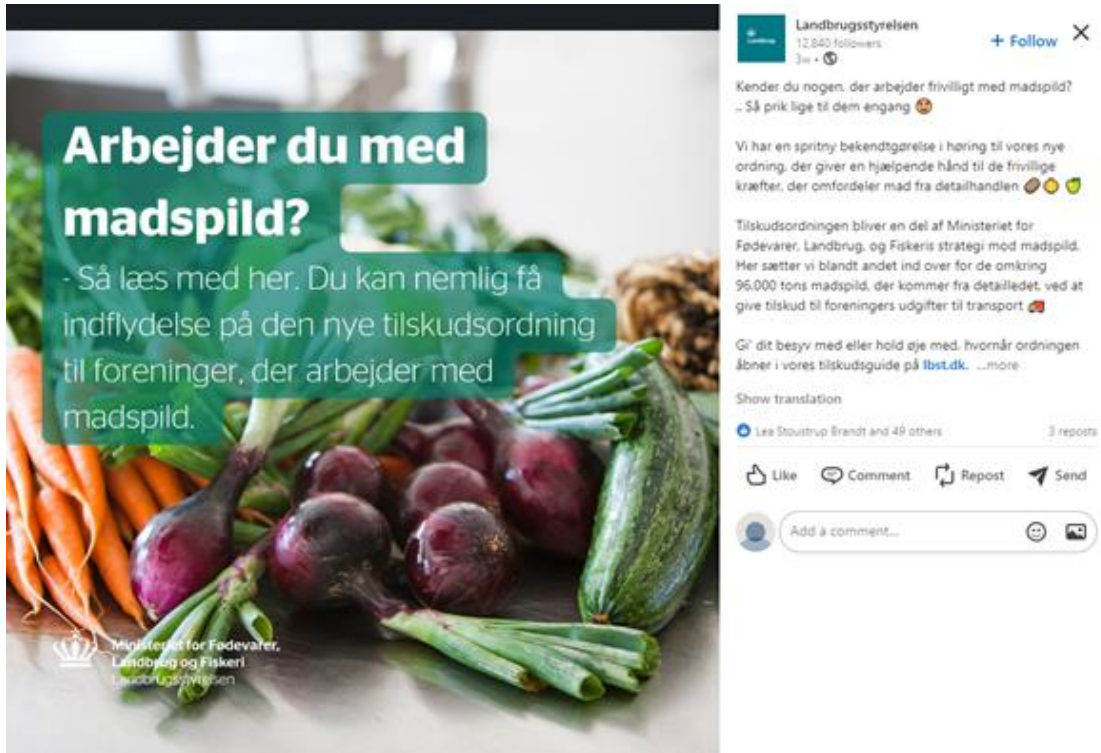 Arbejder du med
madspild?
- Så læs med her. Du kan nemlig få
indflydelse på den nye tilskudsordning
til foreninger, der arbejder med
madspild.
Ministeriet for Fødevarer,
Landbrug og Fiskeri
Landbrugsstyrelsen
Landbrugsstyrelsen
12,840 followers
3w •
+ Follow
Kender du nogen, der arbejder frivilligt med madspild?
.. Så prik lige til dem engang
Vi har en spritny bekendtgørelse i høring til vores nye
ordning, der giver en hjælpende hånd til de frivillige
kræfter, der omfordeler mad fra detailhandlen
Tilskudsordningen bliver en del af Ministeriet for
Fødevarer, Landbrug, og Fiskeris strategi mod madspild.
Her sætter vi blandt andet ind over for de omkring
96.000 tons madspild, der kommer fra detailledet, ved at
give tilskud til foreningers udgifter til transport
Gi' dit besyv med eller hold øje med, hvornår ordningen
åbner i vores tilskudsguide på lbst.dk. ...more
Show translation
Lea Stoustrup Brandt and 49 others
3 reposts
Like Comment Repost Send
Add a comment...